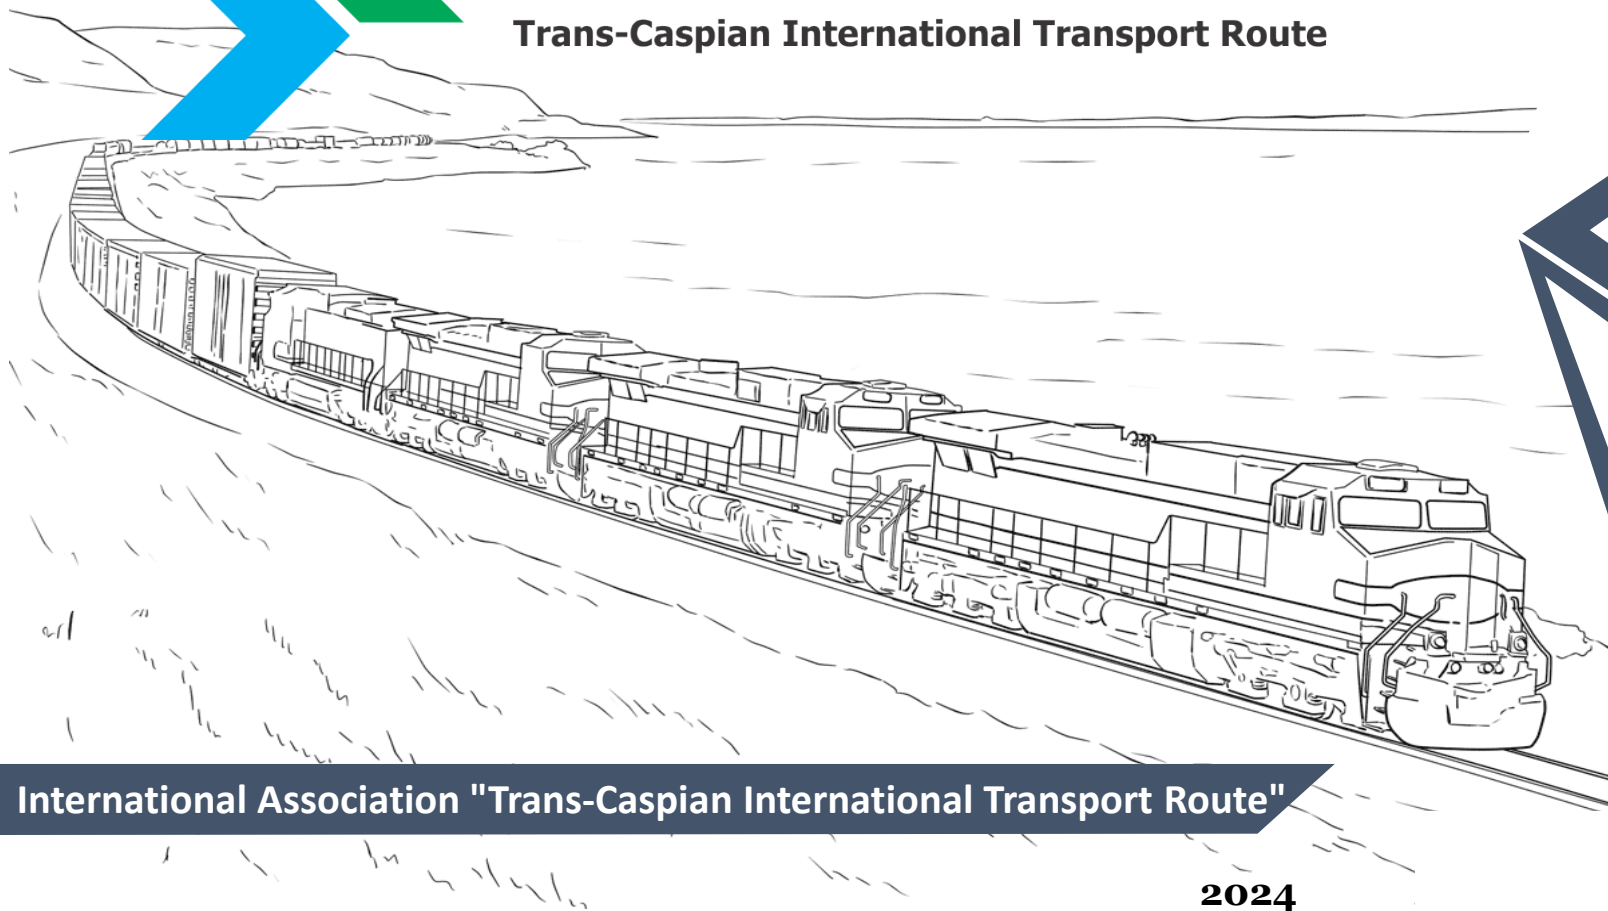 Trans-Caspian International Transport Route
International Association "Trans-Caspian International Transport Route"
2024